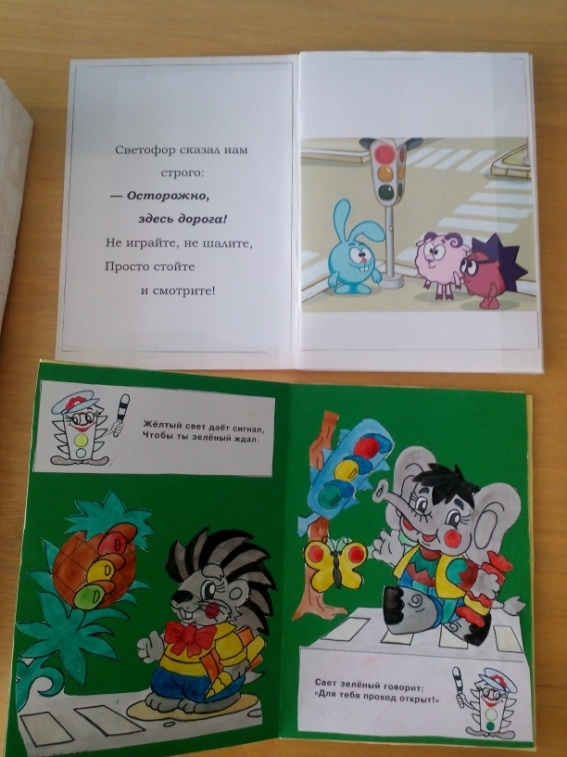 Светофор сказал нам
строго:
— Осторожно,
здесь дорога!
Не играйте, не шалите,
Просто стойте
и смотрите!
Жёлтый свет даёт сигнал,
Чтобы ты зелёный ждал.
Свет зелёный говорит:
«Для тебя проход открыт!»